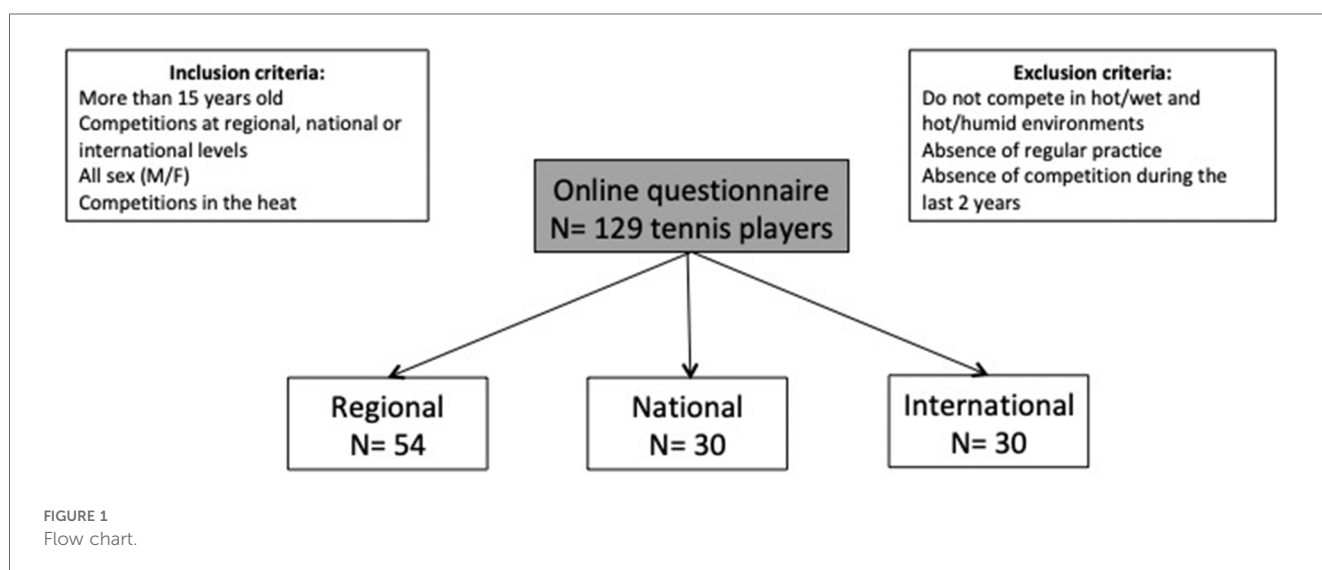 Inclusion criteria:
More than 15 years old
Competitions at regional, national or
international levels
All sex (M/F)
Competitions in the heat
Exclusion criteria:
Do not compete in hot/wet and
hot/humid environments
Absence of regular practice
Absence of competition during the
last 2 years
Online questionnaire
N= 129 tennis players
Regional
N= 54
National
N= 30
International
N= 30
FIGURE 1
Flow chart.